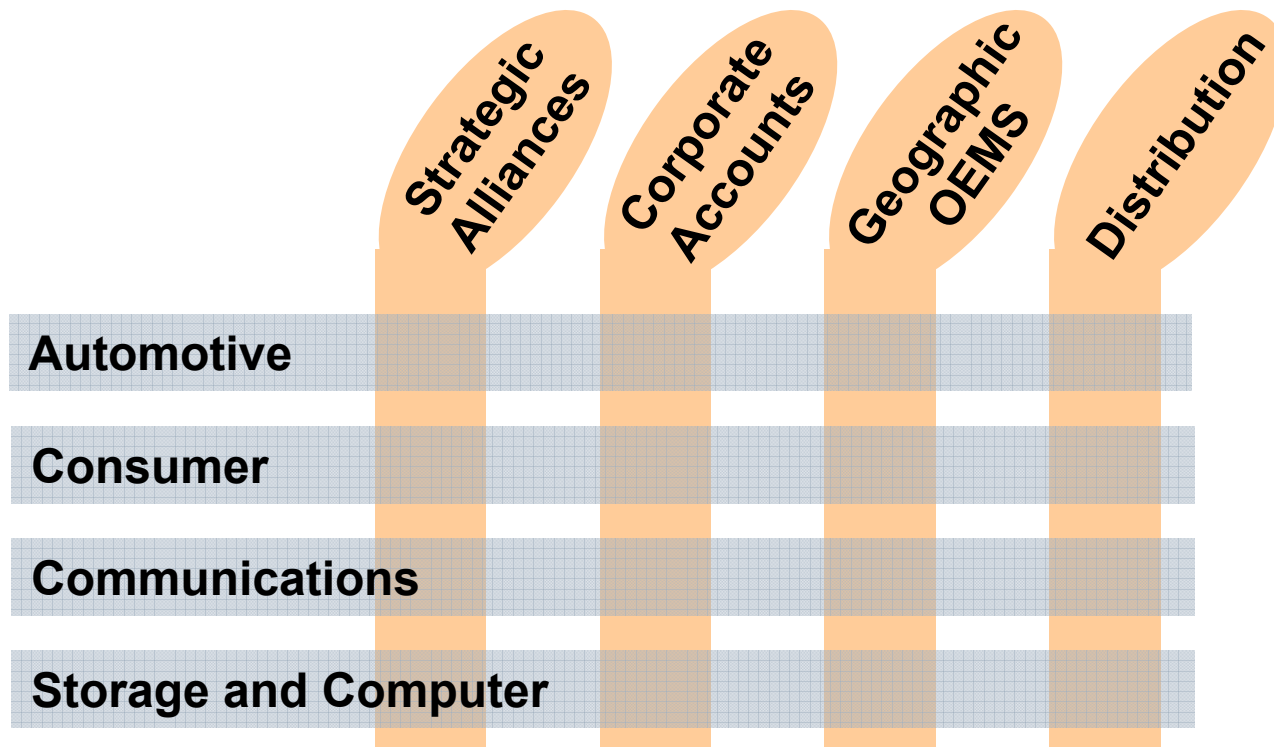 Strategic
Alliances
Corporate
Accounts
Geographic
OEMS
Distribution
Automotive
Consumer
Communications
Storage and Computer